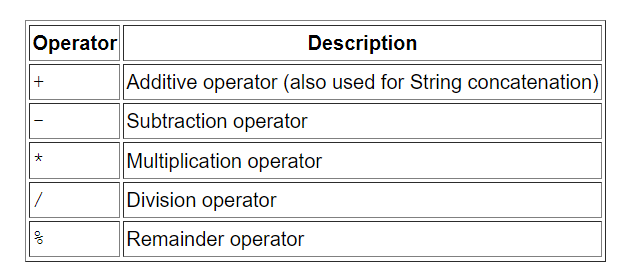 Operator Description
+ Additive operator (also used for String concatenation)
- Subtraction operator
* Multiplication operator
/ Division operator
% Remainder operator